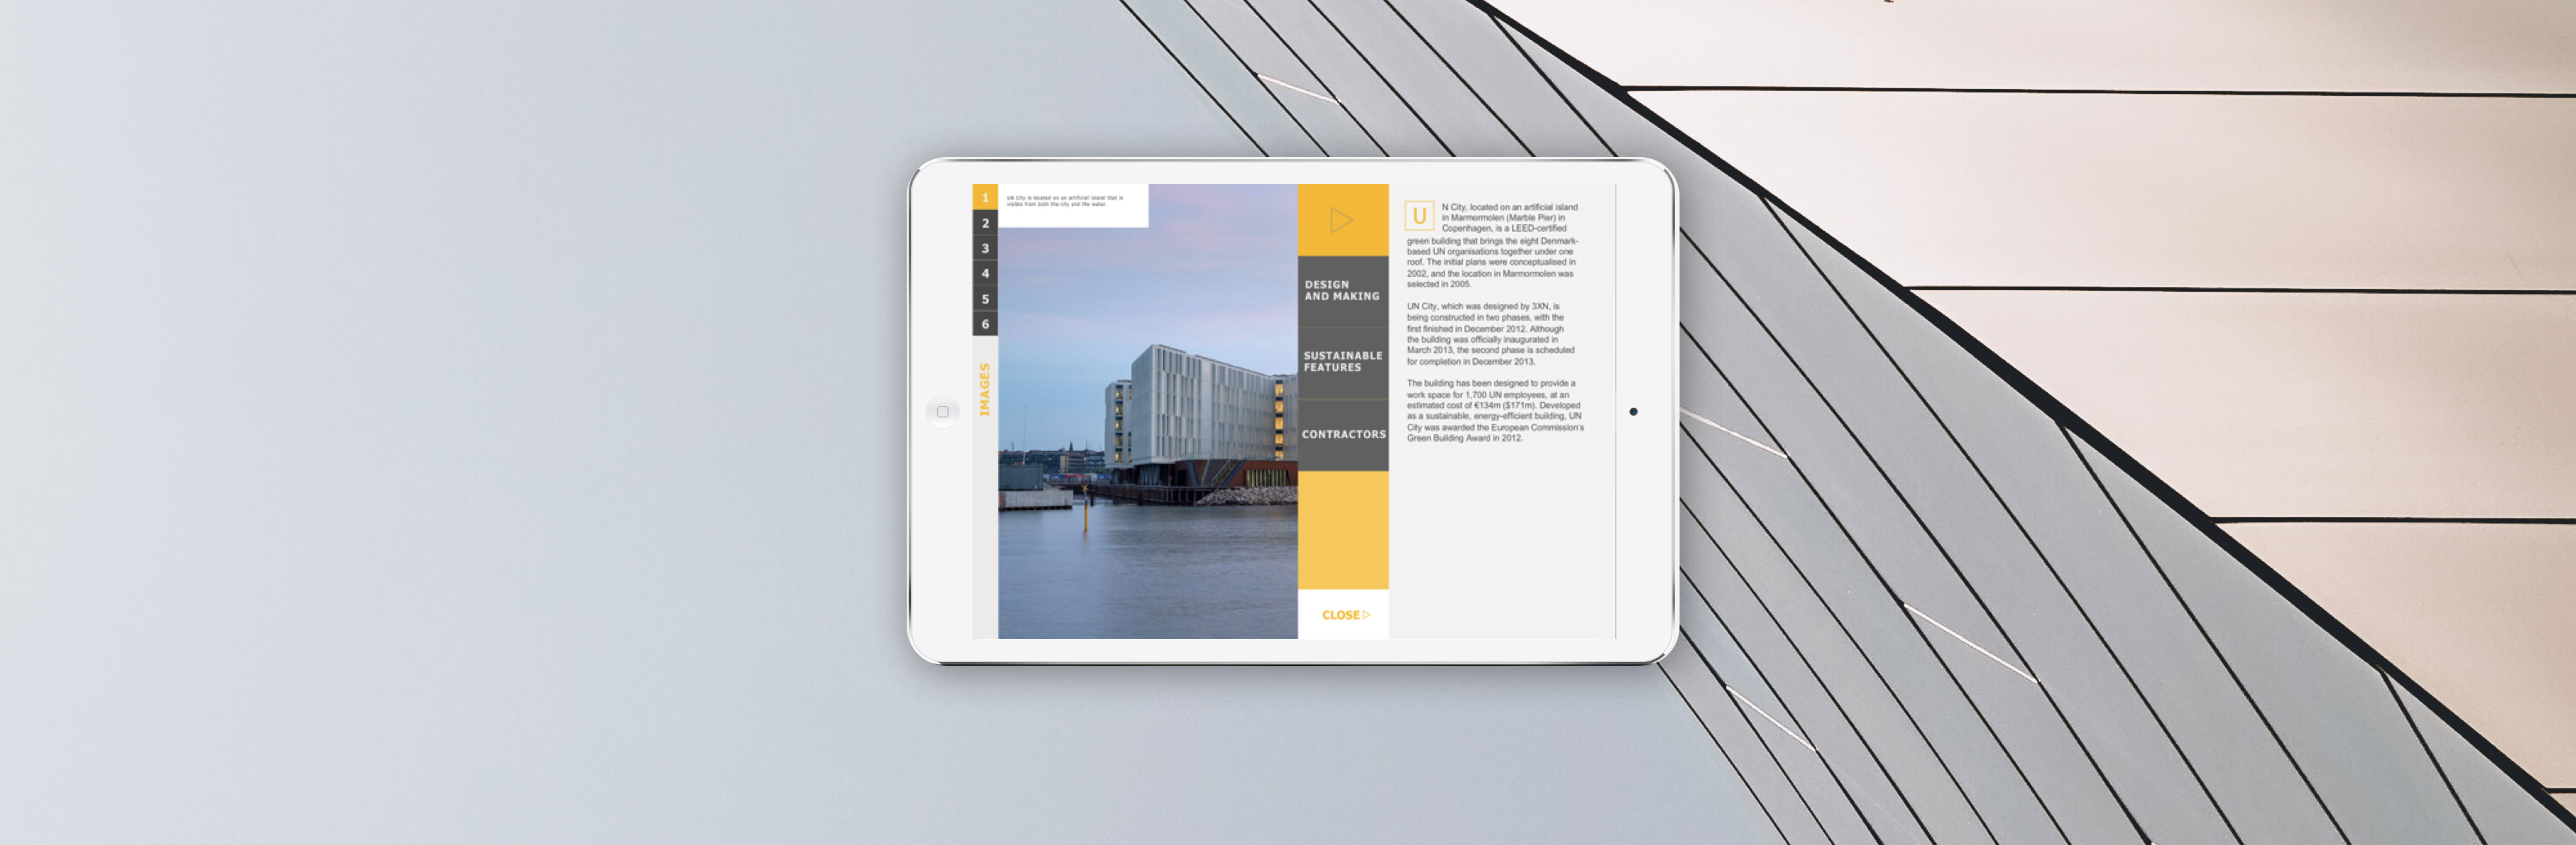 1
2
3
4
5
6
IMAGES
UN City is located on an artificial island that is
visible from both the city and the water.
DESIGN
AND MAKING
SUSTAINABLE
FEATURES
CONTRACTORS
CLOSE
UN City, located on an artificial island
in Marmormolen (Marble Pier) in
Copenhagen, is a LEED-certified
green building that brings the eight Denmark-
based UN organisations together under one
roof. The initial plans were conceptualised in
2002, and the location in Marmormolen was
selected in 2005.
UN City, which was designed by 3XN, is
being constructed in two phases, with the
first finished in December 2012. Although
the building was officially inaugurated in
March 2013, the second phase is scheduled
for completion in December 2013.
The building has been designed to provide a
work space for 1,700 UN employees, at an
estimated cost of €134m ($171m). Developed
as a sustainable, energy-efficient building, UN
City was awarded the European Commission's
Green Building Award in 2012.